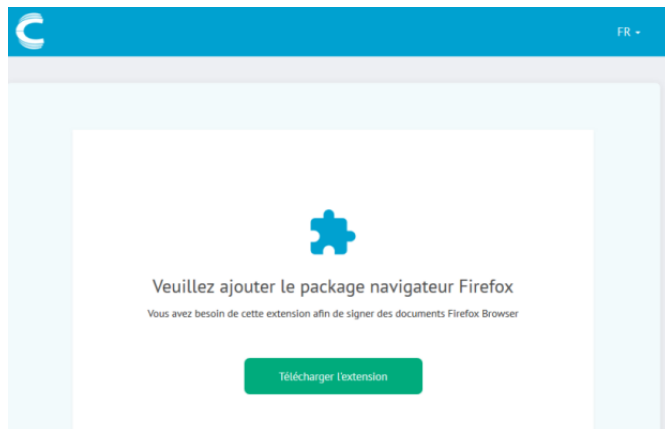 FR
Veuillez ajouter le package navigateur Firefox
Vous avez besoin de cette extension afin de signer des documents Firefox Browser
Télécharger l'extension